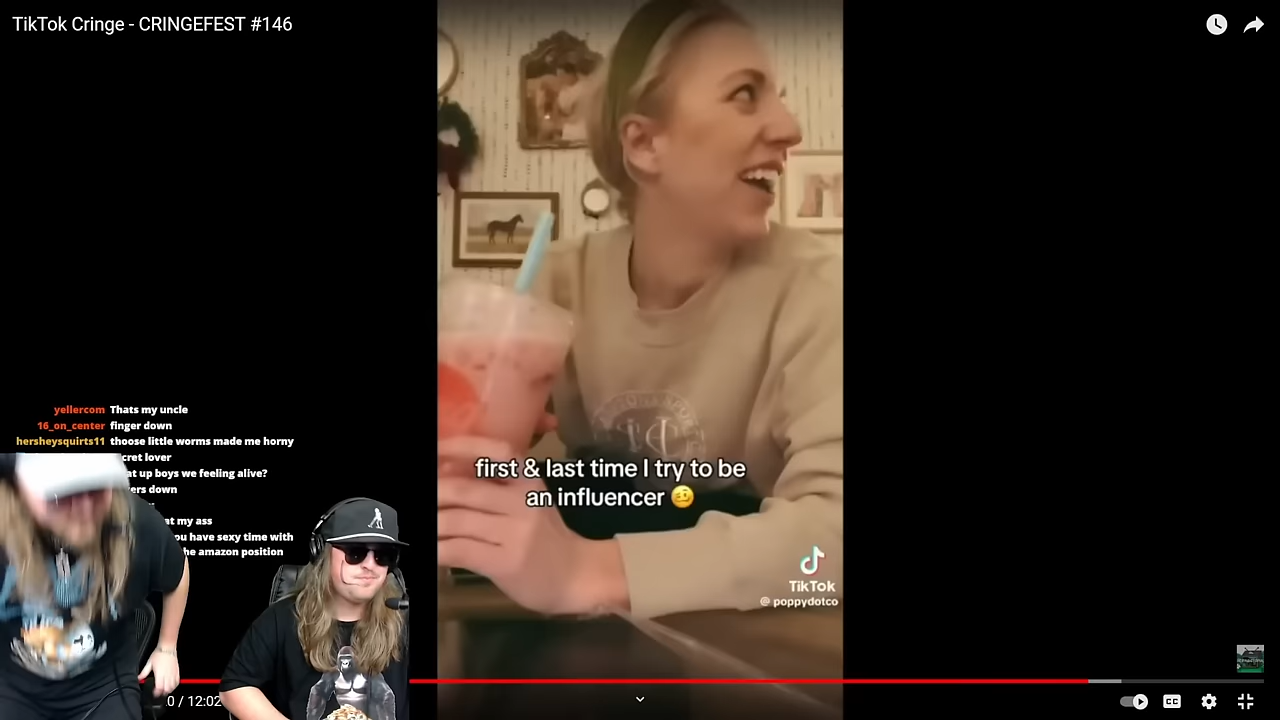 TikTok Cringe - CRINGEFEST #146
yellercom Thats my uncle
16_on_center finger down
hersheysquirts11 thoose little worms made me horny
cret lover
at up boys we feeling alive?
ers down
at my ass
ou have sexy time with
he amazon position
first & last time I try to be
an influencer 🥴
TikTok
@ poppydotco
0 / 12:02
CC